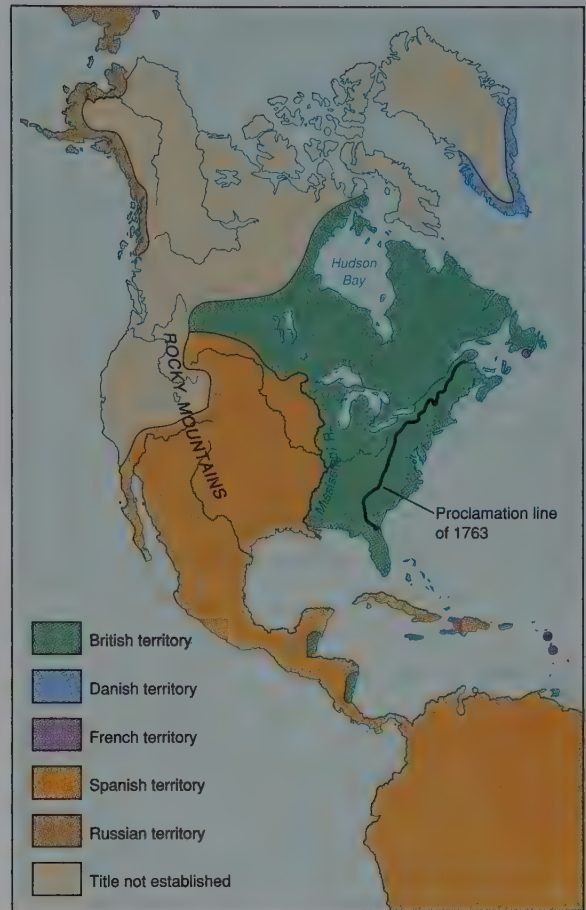 Hudson
Bay
ROCKY MOUNTAINS
Mississippi R.
Proclamation line
of 1763
British territory
Danish territory
French territory
Spanish territory
Russian territory
Title not established